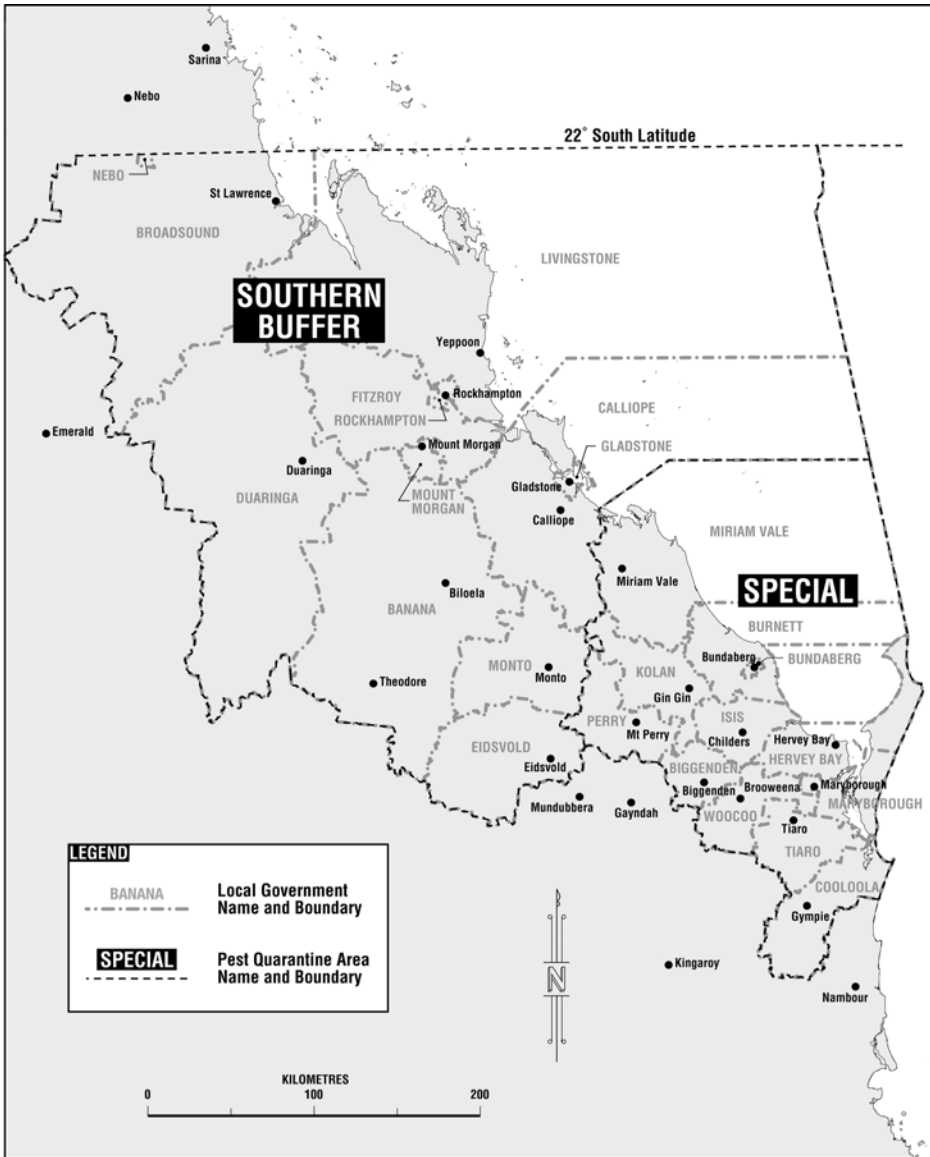 Sarina
Nebo
22° South Latitude
NEBO
St Lawrence
BROADSOUND
LIVINGSTONE
SOUTHERN
BUFFER
Yeppoon
FITZROY
Rockhampton
ROCKHAMPTON
CALLIOPE
Emerald
Mount Morgan
GLADSTONE
Duaringa
DUARINGA
MOUNT
MORGAN
Gladstone
Calliope
MIRIAM VALE
Miriam Vale
SPECIAL
Biloela
BANANA
BURNETT
Bundaberg
BUNDABERG
MONTO
Monto
KOLAN
Theodore
Gin Gin
PERRY
Mt Perry
ISIS
Childers
Hervey Bay
HERVEY BAY
EIDSVOLD
Eidsvold
BIGGENDEN
Biggenden
Brooweena
Maryborough
MARYBOROUGH
Mundubbera
Gayndah
WOOCOO
Tiaro
TIARO
COOLOOLA
Gympie
Kingaroy
Nambour
LEGEND
BANANA
Local Government
Name and Boundary
SPECIAL
Pest Quarantine Area
Name and Boundary
N
KILOMETRES
0 100 200